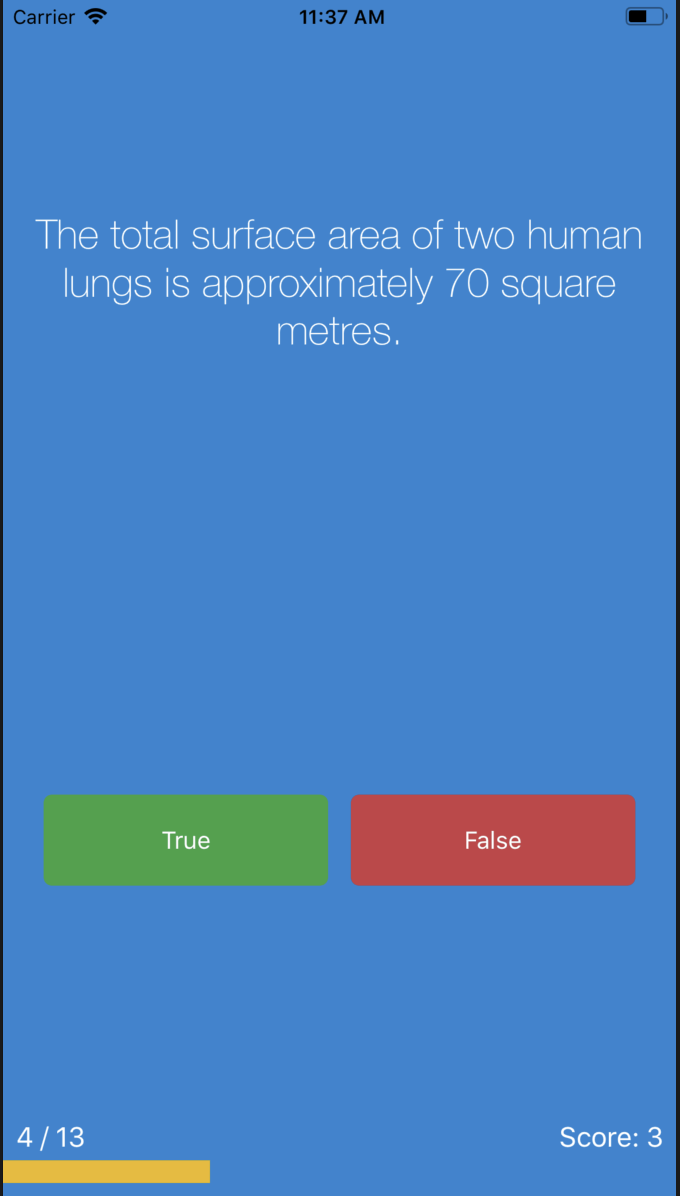 Carrier 11:37 AM
The total surface area of two human
lungs is approximately 70 square
metres.
True False
4 / 13 Score: 3